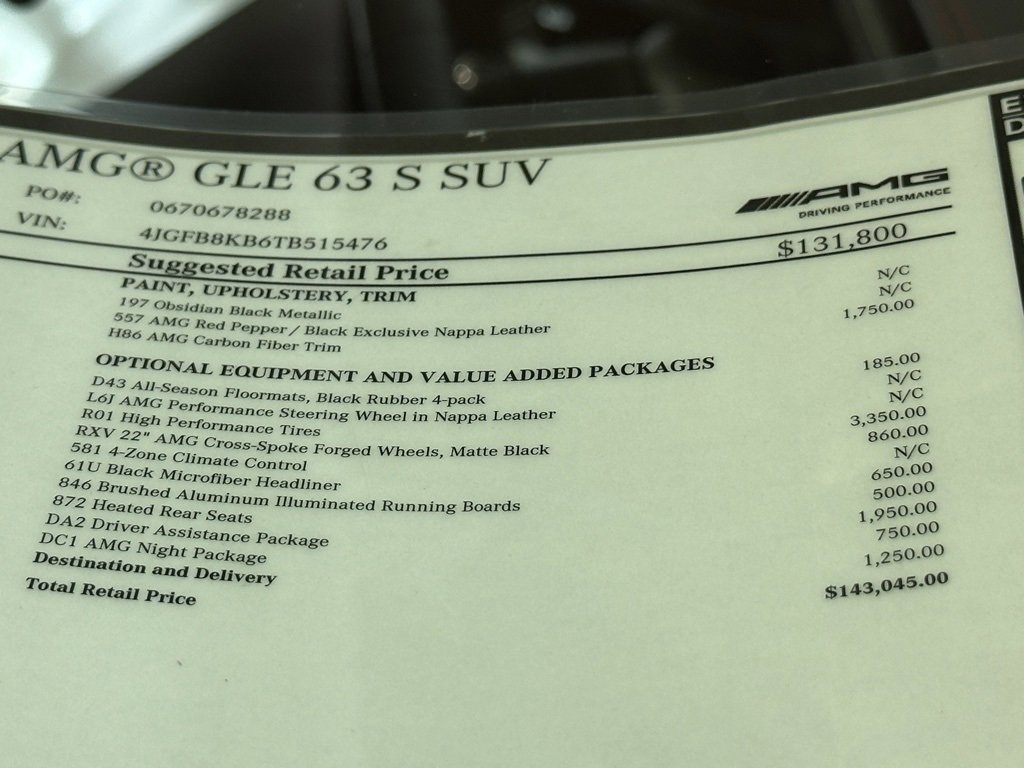 AMG® GLE 63 S SUV
PO#: 0670678288
VIN: 4JGFB8KB6TB515476
AMG
DRIVING PERFORMANCE
Suggested Retail Price $131,800
PAINT, UPHOLSTERY, TRIM
197 Obsidian Black Metallic N/C
557 AMG Red Pepper / Black Exclusive Nappa Leather N/C
H86 AMG Carbon Fiber Trim 1,750.00
OPTIONAL EQUIPMENT AND VALUE ADDED PACKAGES
D43 All-Season Floormats, Black Rubber 4-pack 185.00
L6J AMG Performance Steering Wheel in Nappa Leather N/C
R01 High Performance Tires N/C
RXV 22" AMG Cross-Spoke Forged Wheels, Matte Black 3,350.00
581 4-Zone Climate Control 860.00
61U Black Microfiber Headliner N/C
846 Brushed Aluminum Illuminated Running Boards 650.00
872 Heated Rear Seats 500.00
DA2 Driver Assistance Package 1,950.00
DC1 AMG Night Package 750.00
Destination and Delivery 1,250.00
Total Retail Price $143,045.00
E
D